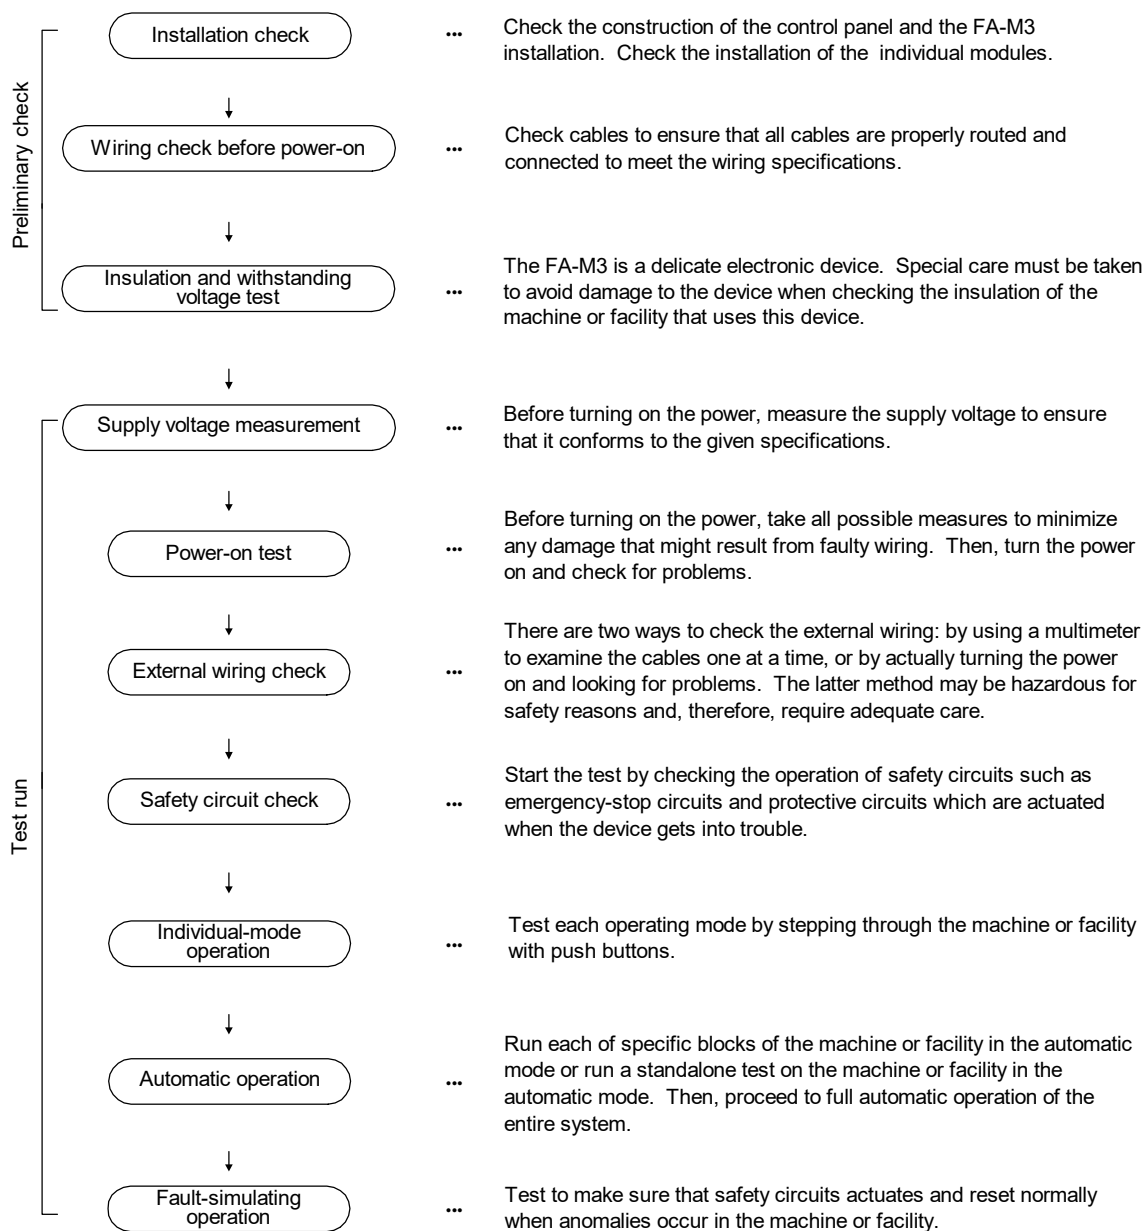 Preliminary check
Installation check
...
Check the construction of the control panel and the FA-M3
installation.  Check the installation of the  individual modules.
Wiring check before power-on
...
Check cables to ensure that all cables are properly routed and
connected to meet the wiring specifications.
Insulation and withstanding
voltage test
...
The FA-M3 is a delicate electronic device.  Special care must be taken
to avoid damage to the device when checking the insulation of the
machine or facility that uses this device.
Test run
Supply voltage measurement
...
Before turning on the power, measure the supply voltage to ensure
that it conforms to the given specifications.
Power-on test
...
Before turning on the power, take all possible measures to minimize
any damage that might result from faulty wiring.  Then, turn the power
on and check for problems.
External wiring check
...
There are two ways to check the external wiring: by using a multimeter
to examine the cables one at a time, or by actually turning the power
on and looking for problems.  The latter method may be hazardous for
safety reasons and, therefore, require adequate care.
Safety circuit check
...
Start the test by checking the operation of safety circuits such as
emergency-stop circuits and protective circuits which are actuated
when the device gets into trouble.
Individual-mode
operation
...
Test each operating mode by stepping through the machine or facility
with push buttons.
Automatic operation
...
Run each of specific blocks of the machine or facility in the automatic
mode or run a standalone test on the machine or facility in the
automatic mode.  Then, proceed to full automatic operation of the
entire system.
Fault-simulating
operation
...
Test to make sure that safety circuits actuates and reset normally
when anomalies occur in the machine or facility.